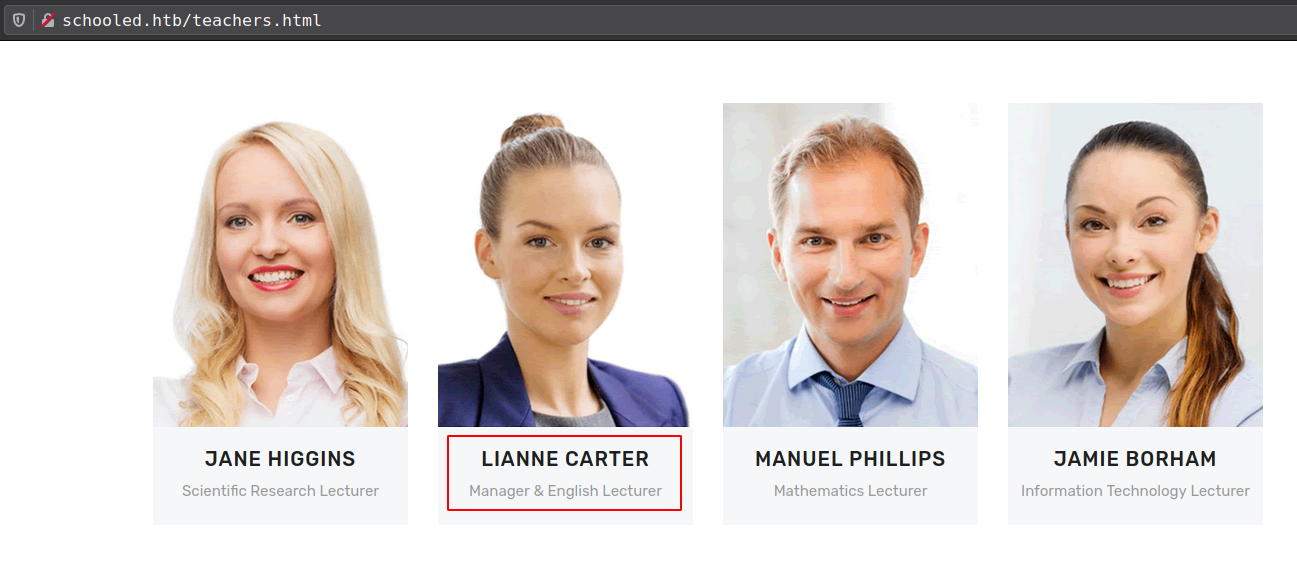 schooled.htb/teachers.html
JANE HIGGINS
Scientific Research Lecturer
LIANNE CARTER
Manager & English Lecturer
MANUEL PHILLIPS
Mathematics Lecturer
JAMIE BORHAM
Information Technology Lecturer